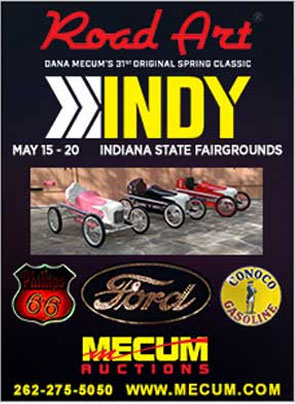 Road Art®
DANA MECUM'S 31ST ORIGINAL SPRING CLASSIC
INDY
MAY 15 - 20 INDIANA STATE FAIRGROUNDS
Phillips
66
Ford
CONOCO
GASOLINE
MECUM
AUCTIONS
262-275-5050 WWW.MECUM.COM